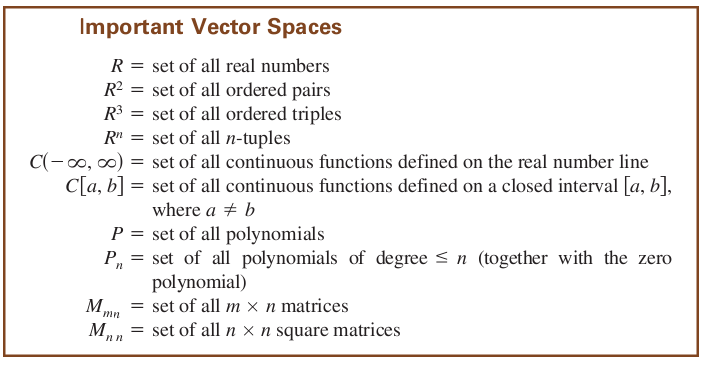 Important Vector Spaces
R = set of all real numbers
R² = set of all ordered pairs
R³ = set of all ordered triples
Rⁿ = set of all n-tuples
C(−∞, ∞) = set of all continuous functions defined on the real number line
C[a, b] = set of all continuous functions defined on a closed interval [a, b],
where a ≠ b
P = set of all polynomials
Pₙ = set of all polynomials of degree ≤ n (together with the zero
polynomial)
Mₘₙ = set of all m × n matrices
Mₙₙ = set of all n × n square matrices